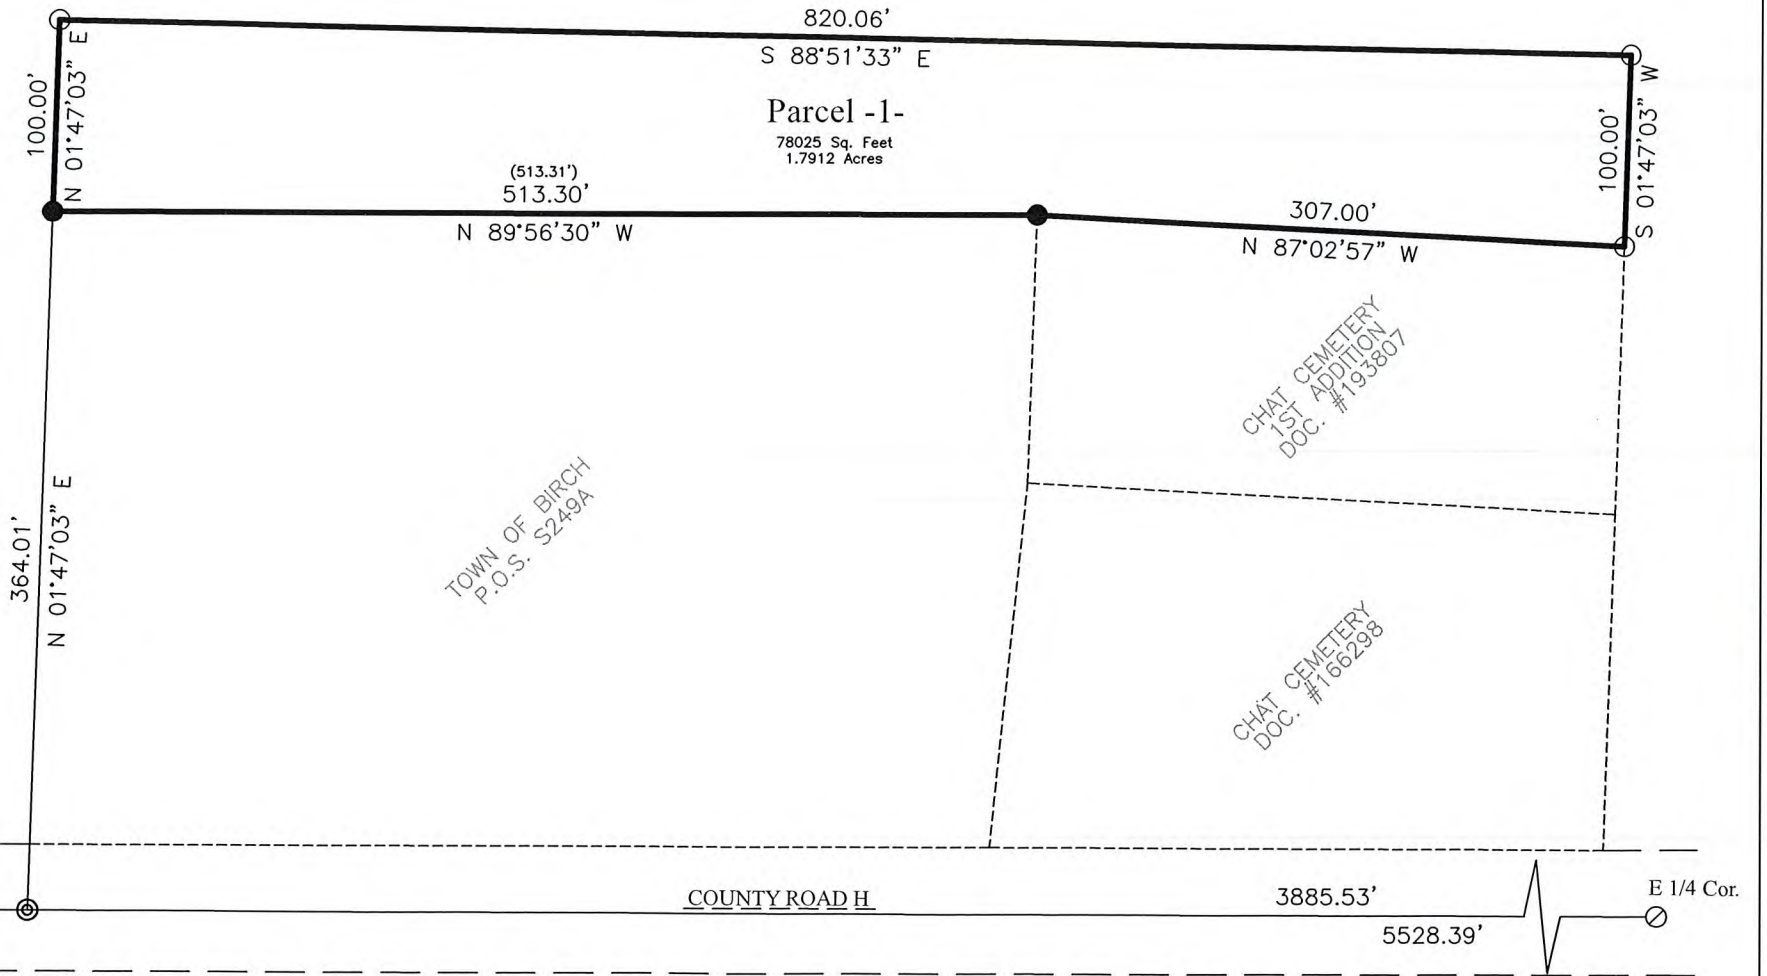 820.06'
S 88°51'33" E
100.00'
N 01°47'03" E
Parcel -1-
78025 Sq. Feet
1.7912 Acres
100.00'
S 01°47'03" W
(513.31')
513.30'
N 89°56'30" W
307.00'
N 87°02'57" W
CHAT CEMETERY
1ST ADDITION
DOC. #193807
364.01'
N 01°47'03" E
TOWN OF BIRCH
P.O.S. S249A
CHAT CEMETERY
DOC. #166298
COUNTY ROAD H
3885.53'
5528.39'
E 1/4 Cor.